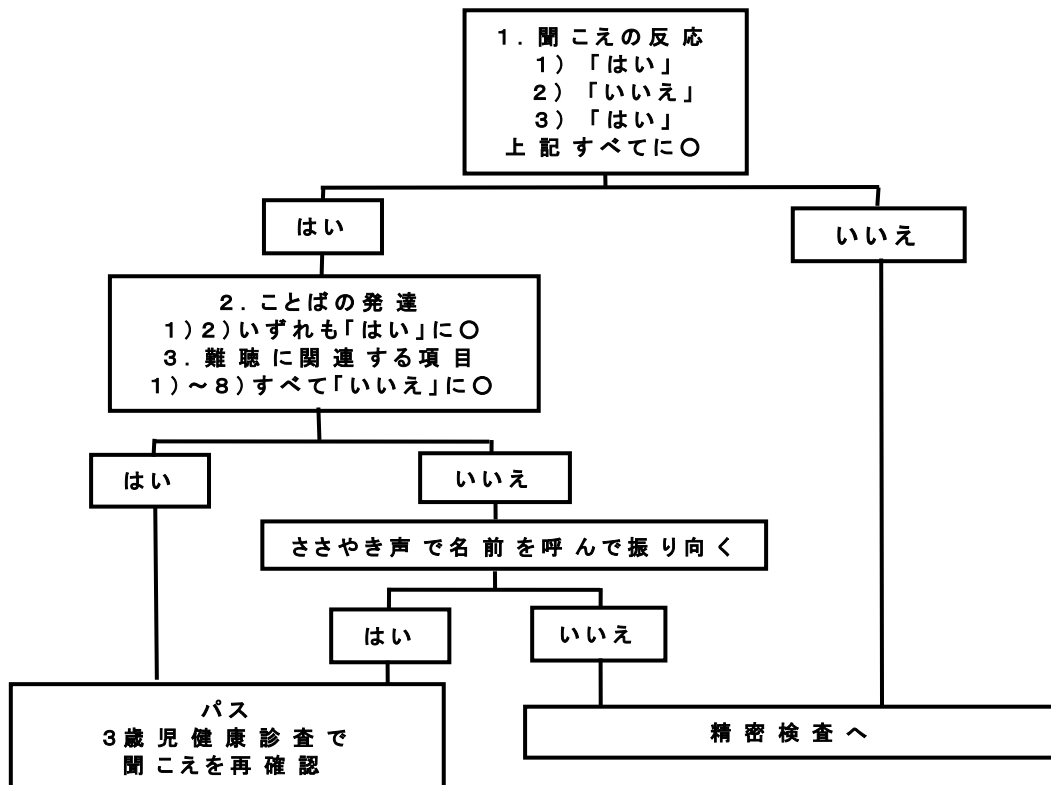 1. 聞こえの反応
1)「はい」
2)「いいえ」
3)「はい」
上記すべてに〇
はい
いいえ
2. ことばの発達
1)2)いずれも「はい」に〇
3. 難聴に関連する項目
1)~8)すべて「いいえ」に〇
はい
いいえ
ささやき声で名前を呼んで振り向く
はい
いいえ
パス
3歳児健康診査で
聞こえを再確認
精密検査へ